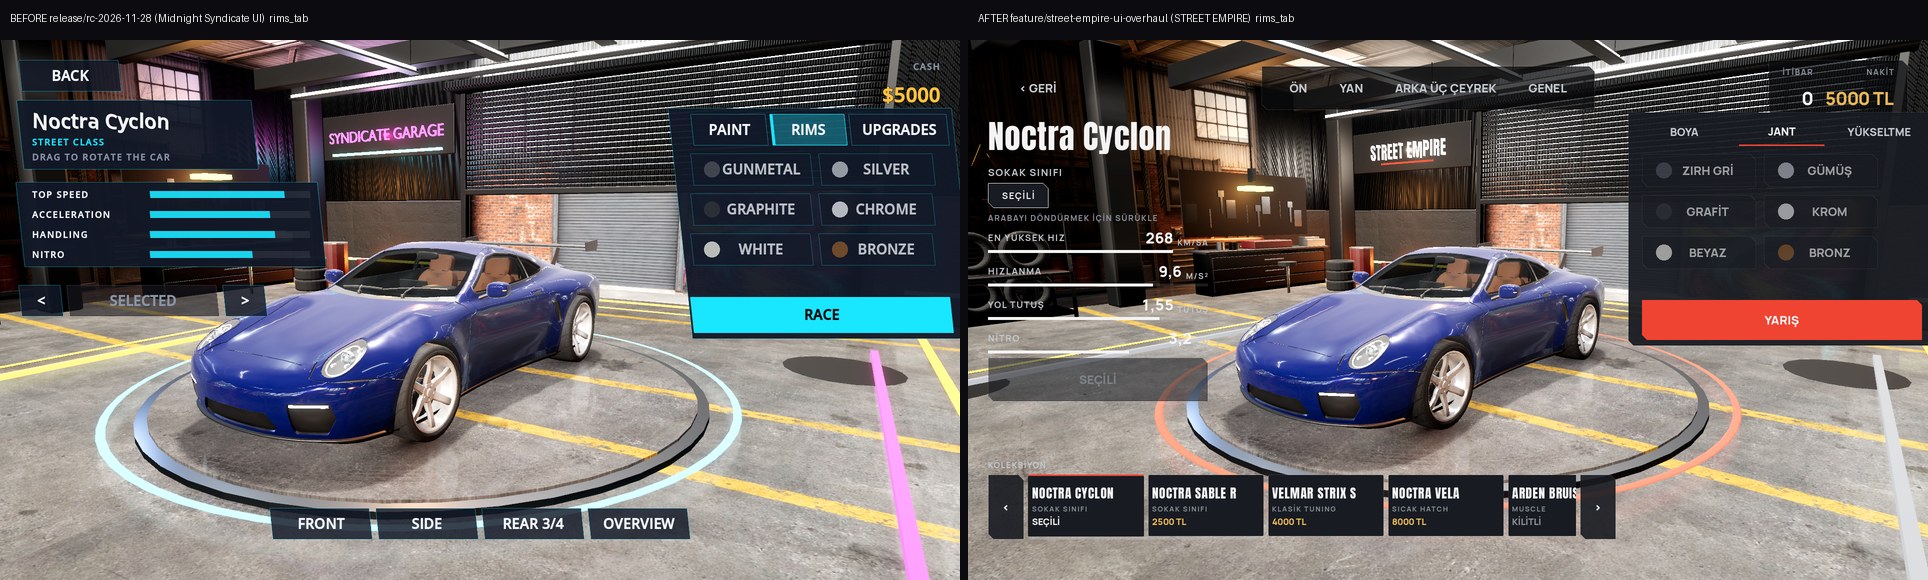 BEFORE release/rc-2026-11-28 (Midnight Syndicate UI) rims_tab
BACK
CASH
$5000
Noctra Cyclon
STREET CLASS
DRAG TO ROTATE THE CAR
SYNDICATE GARAGE
PAINT RIMS UPGRADES
GUNMETAL SILVER
GRAPHITE CHROME
WHITE BRONZE
RACE
TOP SPEED
ACCELERATION
HANDLING
NITRO
< SELECTED >
FRONT SIDE REAR 3/4 OVERVIEW
AFTER feature/street-empire-ui-overhaul (STREET EMPIRE) rims_tab
‹ GERİ
ÖN YAN ARKA ÜÇ ÇEYREK GENEL
İTİBAR NAKİT
0 5000 TL
Noctra Cyclon
SOKAK SINIFI
SEÇİLİ
ARABAYI DÖNDÜRMEK İÇİN SÜRÜKLE
STREET EMPIRE
BOYA JANT YÜKSELTME
ZIRH GRİ GÜMÜŞ
GRAFİT KROM
BEYAZ BRONZ
YARIŞ
EN YÜKSEK HIZ 268 KM/SA
HIZLANMA 9,6 M/S²
YOL TUTUŞ 1,55
NİTRO 3,2
SEÇİLİ
KOLEKSİYON
‹ ›
NOCTRA CYCLON
SOKAK SINIFI
SEÇİLİ
NOCTRA SABLE R
SOKAK SINIFI
2500 TL
VELMAR STRIX S
KLASİK TUNING
4000 TL
NOCTRA VELA
SICAK HATCH
8000 TL
ARDEN BRUIS
MUSCLE
KİLİTLİ